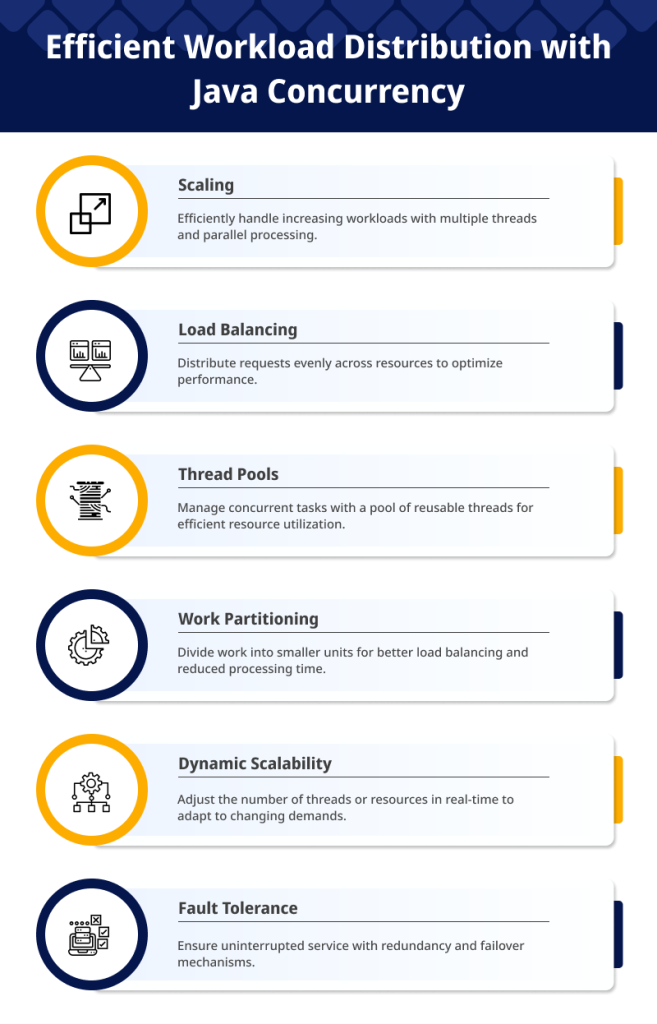 Efficient Workload Distribution with
Java Concurrency
Scaling
Efficiently handle increasing workloads with multiple threads
and parallel processing.
Load Balancing
Distribute requests evenly across resources to optimize
performance.
Thread Pools
Manage concurrent tasks with a pool of reusable threads for
efficient resource utilization.
Work Partitioning
Divide work into smaller units for better load balancing and
reduced processing time.
Dynamic Scalability
Adjust the number of threads or resources in real-time to
adapt to changing demands.
Fault Tolerance
Ensure uninterrupted service with redundancy and failover
mechanisms.